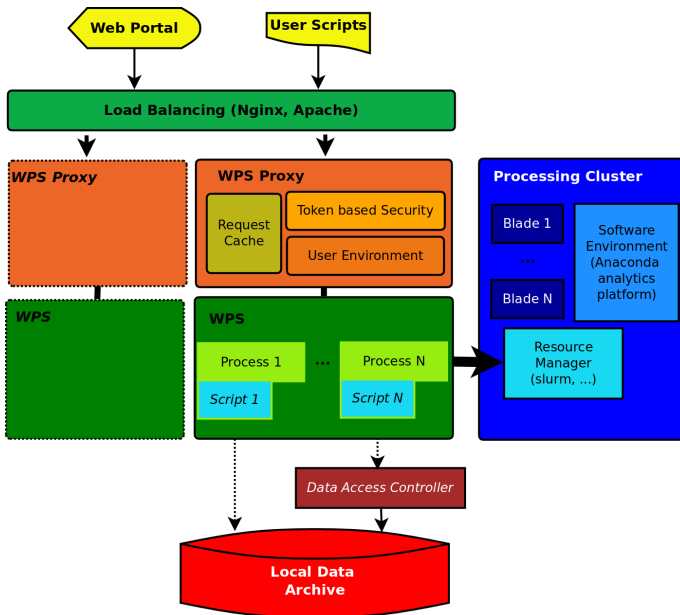 Web Portal
User Scripts
Load Balancing (Nginx, Apache)
WPS Proxy
WPS Proxy
Request
Cache
Token based Security
User Environment
Processing Cluster
Blade 1
...
Blade N
Software
Environment
(Anaconda
analytics
platform)
Resource
Manager
(slurm, ...)
WPS
WPS
Process 1
...
Process N
Script 1
Script N
Data Access Controller
Local Data
Archive